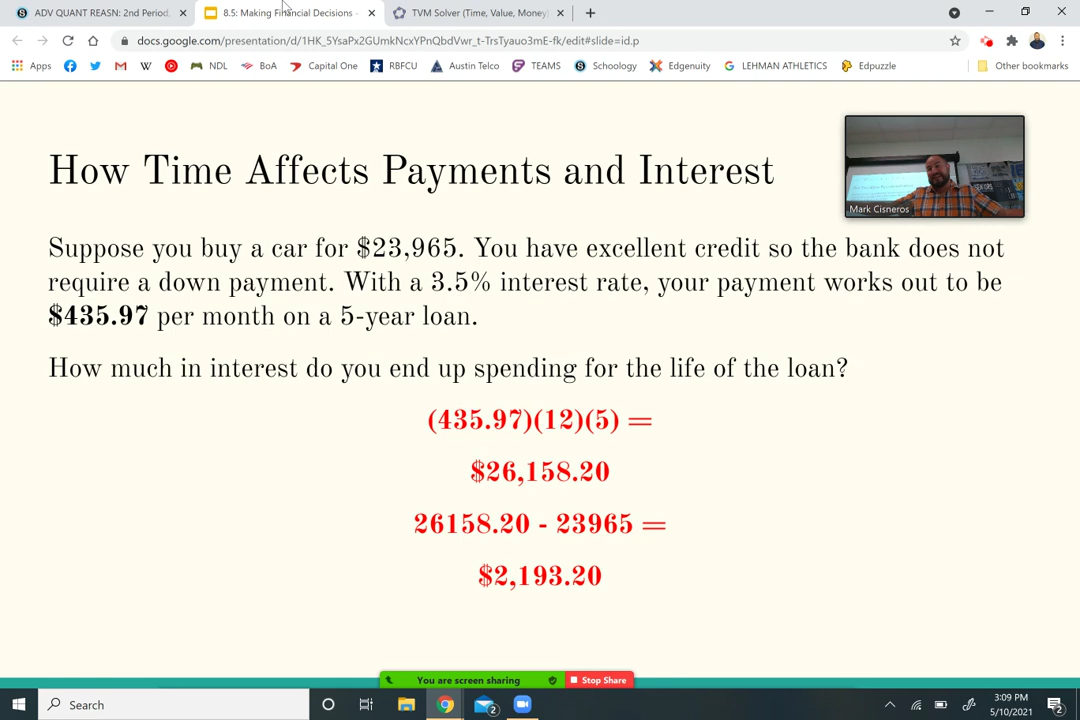 ADV QUANT REASN: 2nd Period,
8.5: Making Financial Decisions -
TVM Solver (Time, Value, Money)
docs.google.com/presentation/d/1HK_5YsaPx2GUmkNcxYPnQbdVwr_t-TrsTyauo3mE-fk/edit#slide=id.p
Apps
NDL
BoA
Capital One
RBFCU
Austin Telco
TEAMS
Schoology
Edgenuity
LEHMAN ATHLETICS
Edpuzzle
Other bookmarks
How Time Affects Payments and Interest
Mark Cisneros
Suppose you buy a car for $23,965. You have excellent credit so the bank does not
require a down payment. With a 3.5% interest rate, your payment works out to be
$435.97 per month on a 5-year loan.
How much in interest do you end up spending for the life of the loan?
(435.97)(12)(5) =
$26,158.20
26158.20 - 23965 =
$2,193.20
You are screen sharing
Stop Share
Search
2
3:09 PM
5/10/2021
2